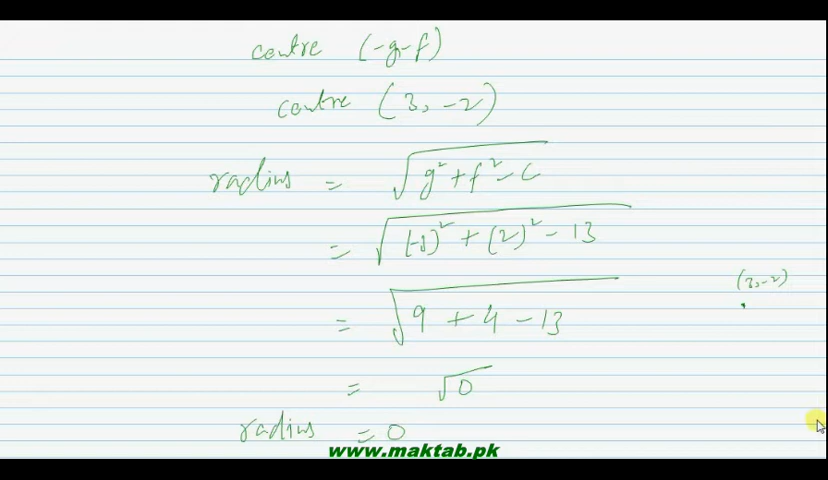 centre (-g,-f)
centre (3, -2)
radius = √g² + f² - c
= √(-3)² + (2)² - 13
= √9 + 4 - 13
(3, -2)
= √0
radius = 0
www.maktab.pk